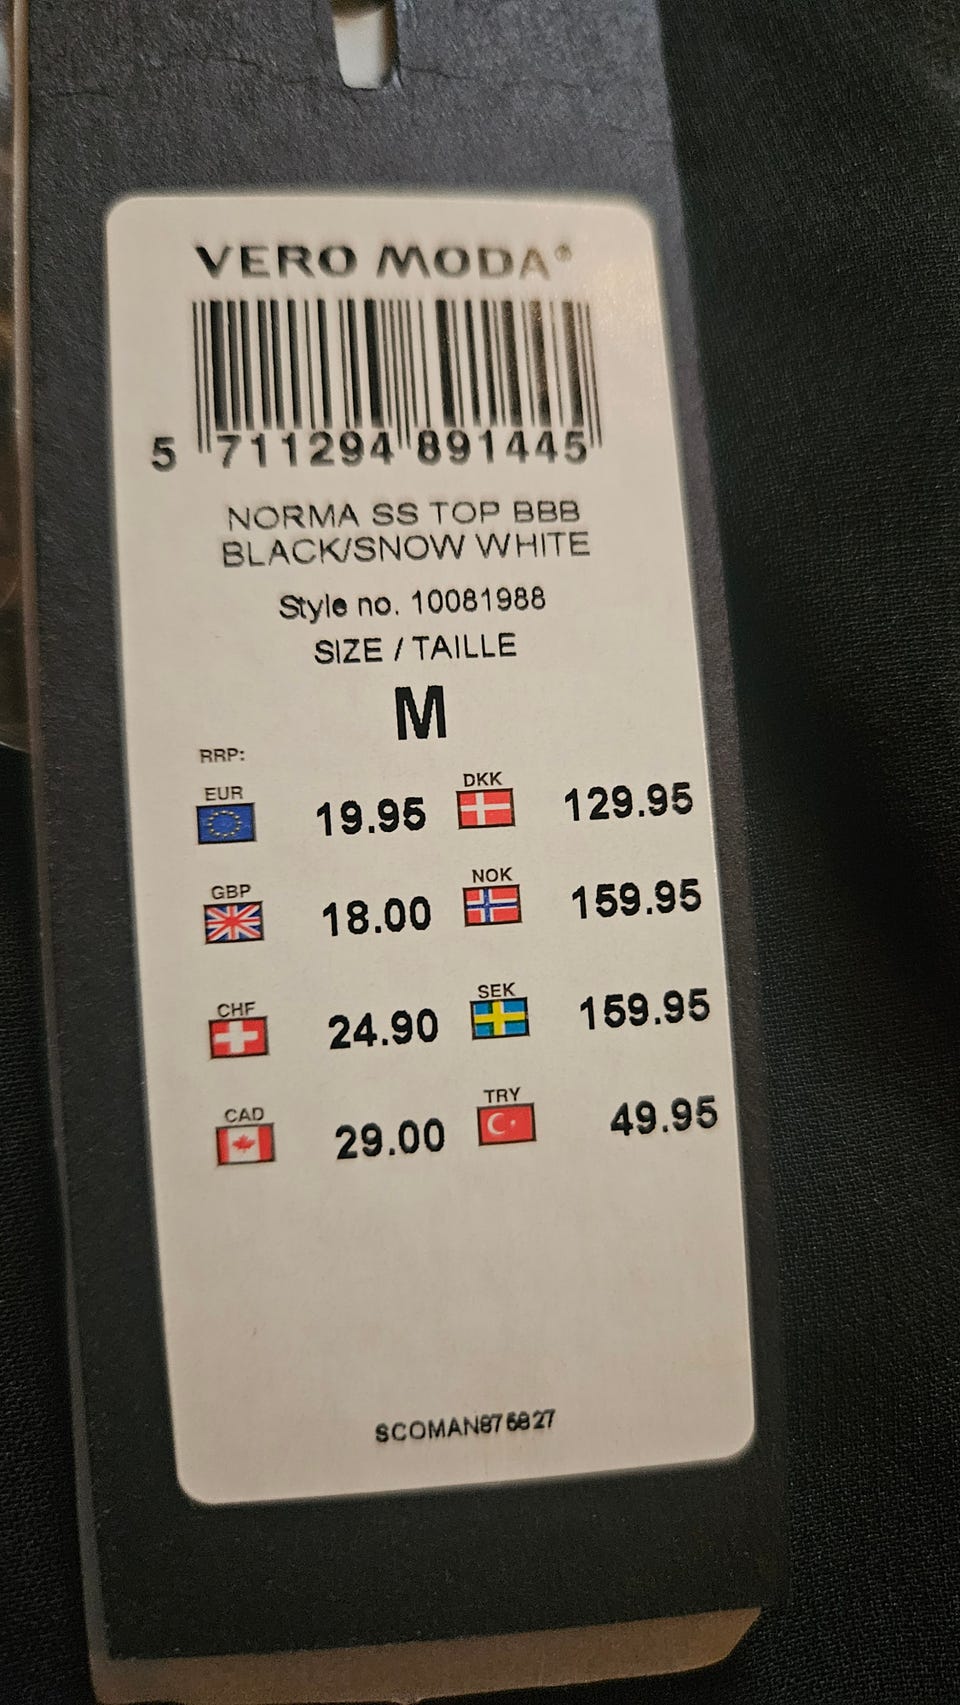 VERO MODA®
5 711294 891445
NORMA SS TOP BBB
BLACK/SNOW WHITE
Style no. 10081988
SIZE / TAILLE
M
RRP:
EUR 19.95 DKK 129.95
GBP 18.00 NOK 159.95
CHF 24.90 SEK 159.95
CAD 29.00 TRY 49.95
SCOMAN876827